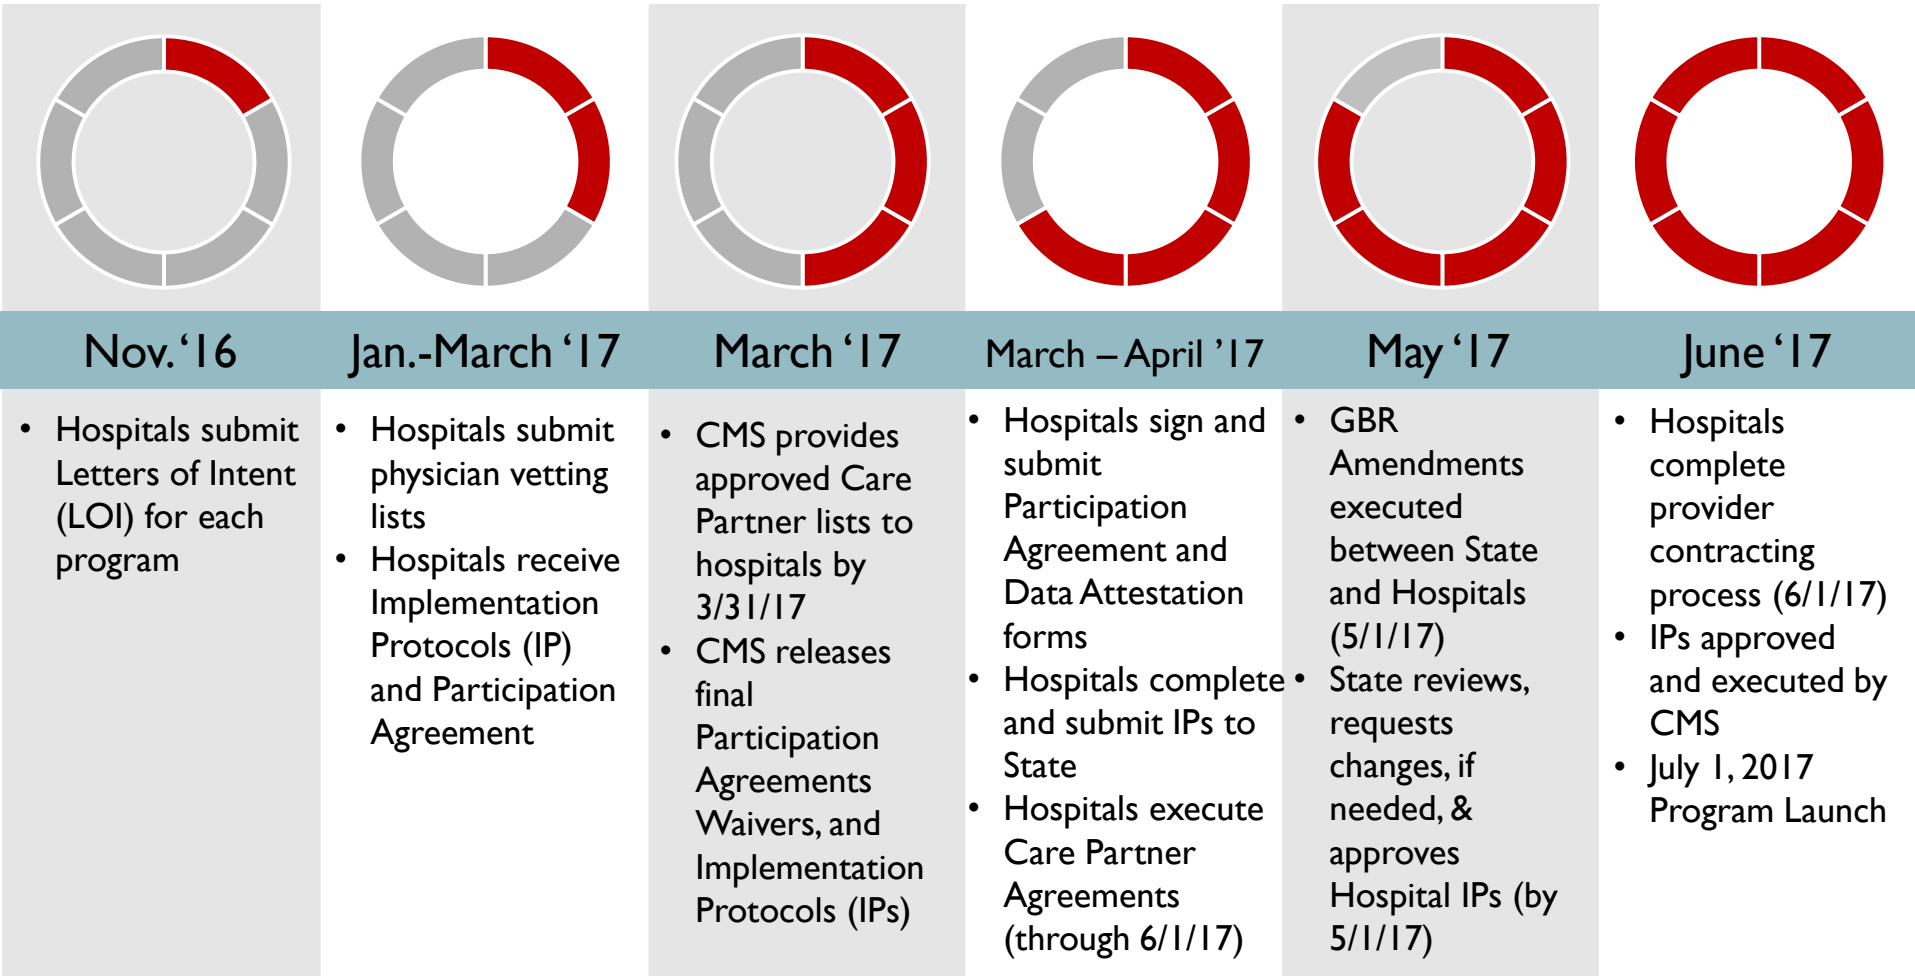 Nov. ‘16
Jan.-March ‘17
March ‘17
March – April ’17
May ‘17
June ‘17
• Hospitals submit
Letters of Intent
(LOI) for each
program
• Hospitals submit
physician vetting
lists
• Hospitals receive
Implementation
Protocols (IP)
and Participation
Agreement
• CMS provides
approved Care
Partner lists to
hospitals by
3/31/17
• CMS releases
final
Participation
Agreements
Waivers, and
Implementation
Protocols (IPs)
• Hospitals sign and
submit
Participation
Agreement and
Data Attestation
forms
• Hospitals complete
and submit IPs to
State
• Hospitals execute
Care Partner
Agreements
(through 6/1/17)
• GBR
Amendments
executed
between State
and Hospitals
(5/1/17)
• State reviews,
requests
changes, if
needed, &
approves
Hospital IPs (by
5/1/17)
• Hospitals
complete
provider
contracting
process (6/1/17)
• IPs approved
and executed by
CMS
• July 1, 2017
Program Launch